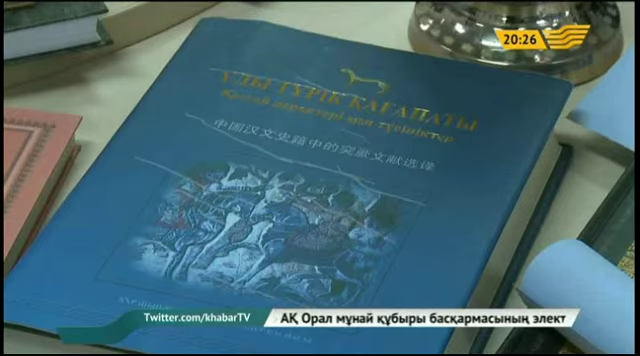 20:26
ҰЛЫ ТҮРІК ҚАҒАНАТЫ
中国汉文史籍中的突厥文献选译
Twitter.com/khabarTV
АҚ Орал мұнай құбыры басқармасының элект